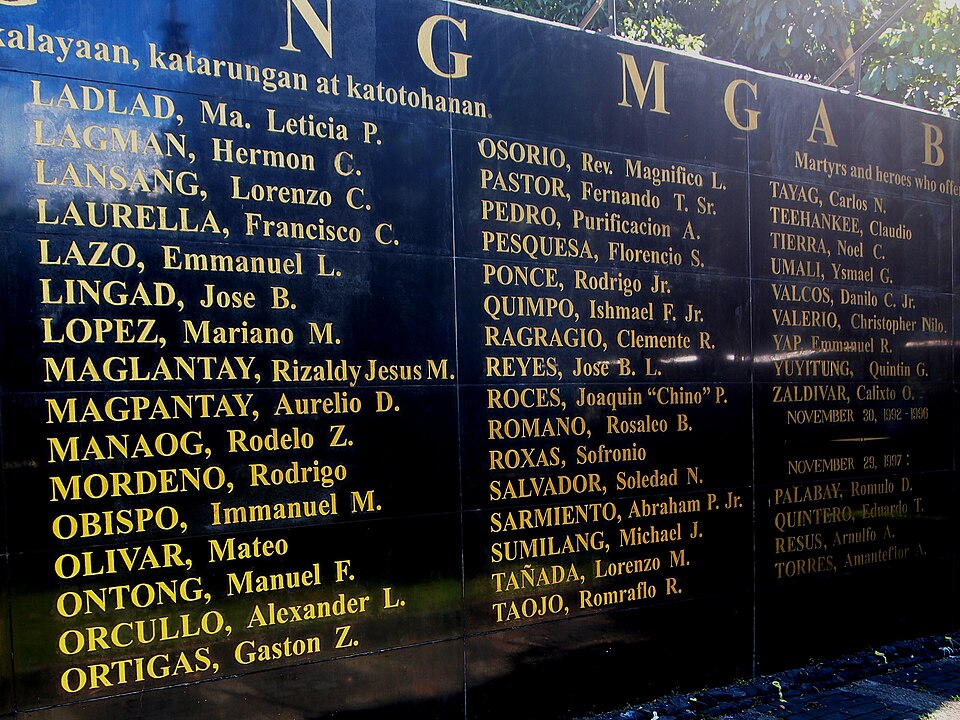 N G M G A B
kalayaan, katarungan at katotohanan.
LADLAD, Ma. Leticia P.
LAGMAN, Hermon C.
LANSANG, Lorenzo C.
LAURELLA, Francisco C.
LAZO, Emmanuel L.
LINGAD, Jose B.
LOPEZ, Mariano M.
MAGLANTAY, Rizaldy Jesus M.
MAGPANTAY, Aurelio D.
MANAOG, Rodelo Z.
MORDENO, Rodrigo
OBISPO, Immanuel M.
OLIVAR, Mateo
ONTONG, Manuel F.
ORCULLO, Alexander L.
ORTIGAS, Gaston Z.
OSORIO, Rev. Magnifico L.
PASTOR, Fernando T. Sr.
PEDRO, Purificacion A.
PESQUESA, Florencio S.
PONCE, Rodrigo Jr.
QUIMPO, Ishmael F. Jr.
RAGRAGIO, Clemente R.
REYES, Jose B. L.
ROCES, Joaquin “Chino” P.
ROMANO, Rosaleo B.
ROXAS, Sofronio
SALVADOR, Soledad N.
SARMIENTO, Abraham P. Jr.
SUMILANG, Michael J.
TAÑADA, Lorenzo M.
TAOJO, Romraflo R.
Martyrs and heroes who offe
TAYAG, Carlos N.
TEEHANKEE, Claudio
TIERRA, Noel C.
UMALI, Ysmael G.
VALCOS, Danilo C. Jr.
VALERIO, Christopher Nilo.
YAP, Emmanuel R.
YUYITUNG, Quintin G.
ZALDIVAR, Calixto O.
NOVEMBER 30, 1992 - 1996
NOVEMBER 29, 1997 :
PALABAY, Romulo D.
QUINTERO, Eduardo T.
RESUS, Arnulfo A.
TORRES, Amanteflor A.